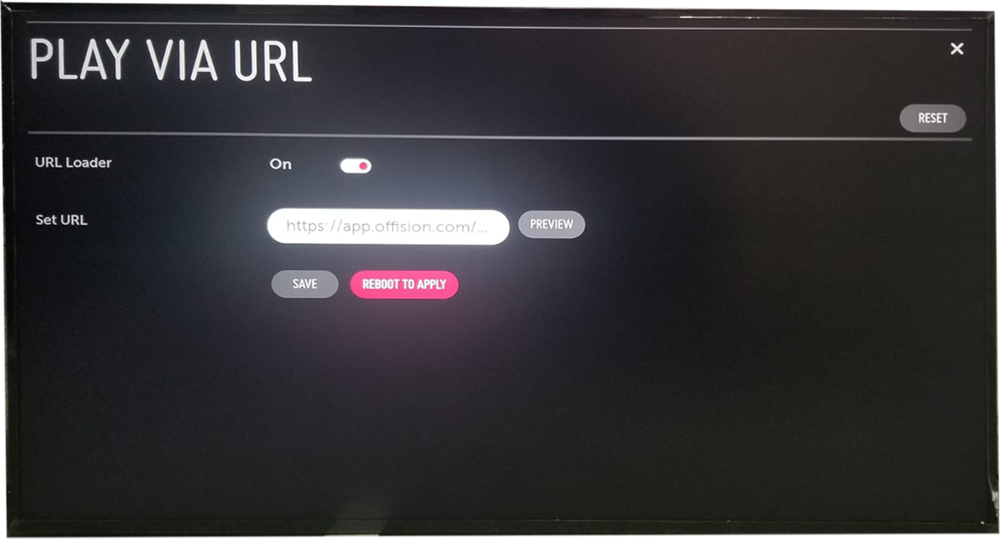 PLAY VIA URL
×
RESET
URL Loader On
Set URL https://app.offision.com/... PREVIEW
SAVE REBOOT TO APPLY